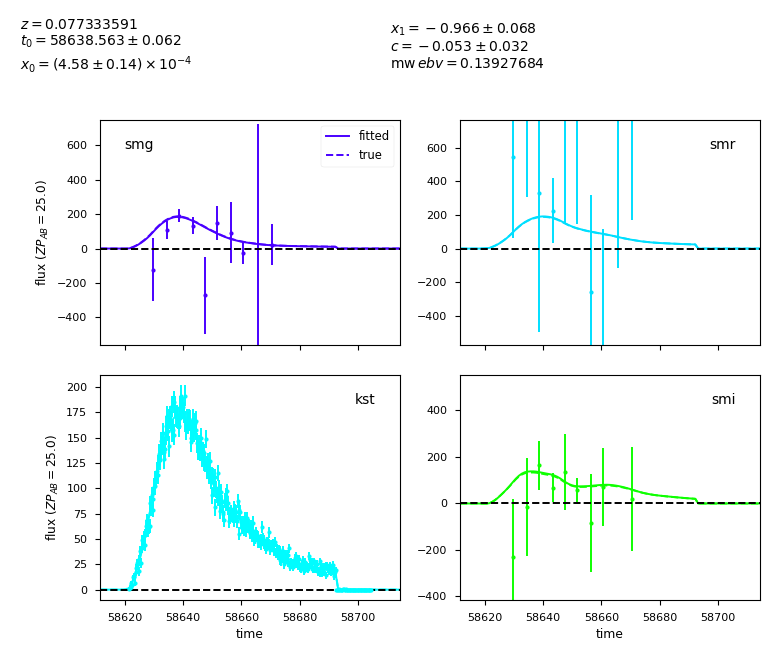 z = 0.077333591
t₀ = 58638.563 ± 0.062
x₀ = (4.58 ± 0.14) × 10⁻⁴
x₁ = −0.966 ± 0.068
c = −0.053 ± 0.032
mw ebv = 0.13927684
smg
fitted
true
600
400
200
0
−200
−400
flux (ZP_AB = 25.0)
smr
600
400
200
0
−200
−400
kst
200
175
150
125
100
75
50
25
0
flux (ZP_AB = 25.0)
58620 58640 58660 58680 58700
time
smi
400
200
0
−200
−400
58620 58640 58660 58680 58700
time